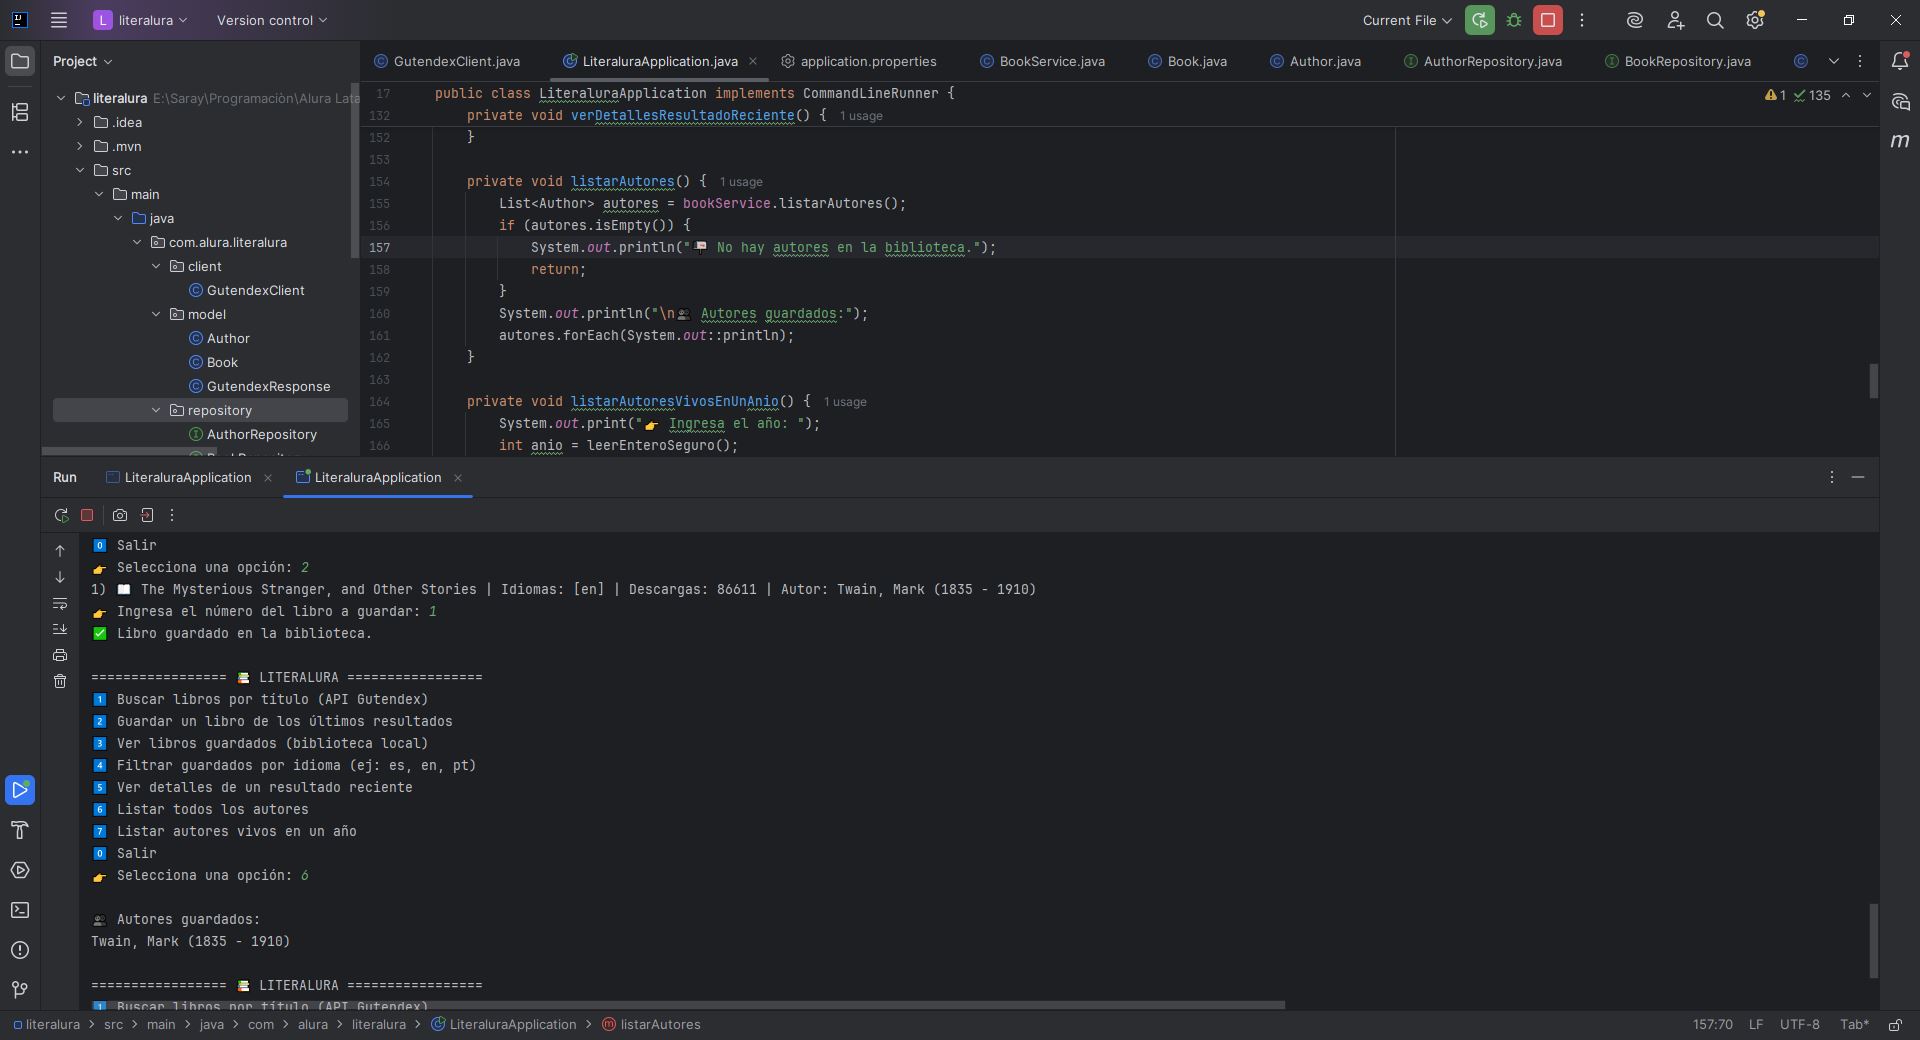 L literalura Version control Current File
Project
GutendexClient.java LiteraluraApplication.java application.properties BookService.java Book.java Author.java AuthorRepository.java BookRepository.java
literalura E:\Saray\Programaciòn\Alura Lata
.idea
.mvn
src
main
java
com.alura.literalura
client
GutendexClient
model
Author
Book
GutendexResponse
repository
AuthorRepository
1 135
17 public class LiteraluraApplication implements CommandLineRunner {
132 private void verDetallesResultadoReciente() { 1 usage
152 }
153
154 private void listarAutores() { 1 usage
155 List<Author> autores = bookService.listarAutores();
156 if (autores.isEmpty()) {
157 System.out.println("📭 No hay autores en la biblioteca.");
158 return;
159 }
160 System.out.println("\n👥 Autores guardados:");
161 autores.forEach(System.out::println);
162 }
163
164 private void listarAutoresVivosEnUnAnio() { 1 usage
165 System.out.print("👉 Ingresa el año: ");
166 int anio = leerEnteroSeguro();
Run LiteraluraApplication LiteraluraApplication
0 Salir
👉 Selecciona una opción: 2
1) 📖 The Mysterious Stranger, and Other Stories | Idiomas: [en] | Descargas: 86611 | Autor: Twain, Mark (1835 - 1910)
👉 Ingresa el número del libro a guardar: 1
✅ Libro guardado en la biblioteca.
================= 📚 LITERALURA =================
1 Buscar libros por título (API Gutendex)
2 Guardar un libro de los últimos resultados
3 Ver libros guardados (biblioteca local)
4 Filtrar guardados por idioma (ej: es, en, pt)
5 Ver detalles de un resultado reciente
6 Listar todos los autores
7 Listar autores vivos en un año
0 Salir
👉 Selecciona una opción: 6
👥 Autores guardados:
Twain, Mark (1835 - 1910)
================= 📚 LITERALURA =================
1 Buscar libros por título (API Gutendex)
literalura > src > main > java > com > alura > literalura > LiteraluraApplication > listarAutores 157:70 LF UTF-8 Tab*